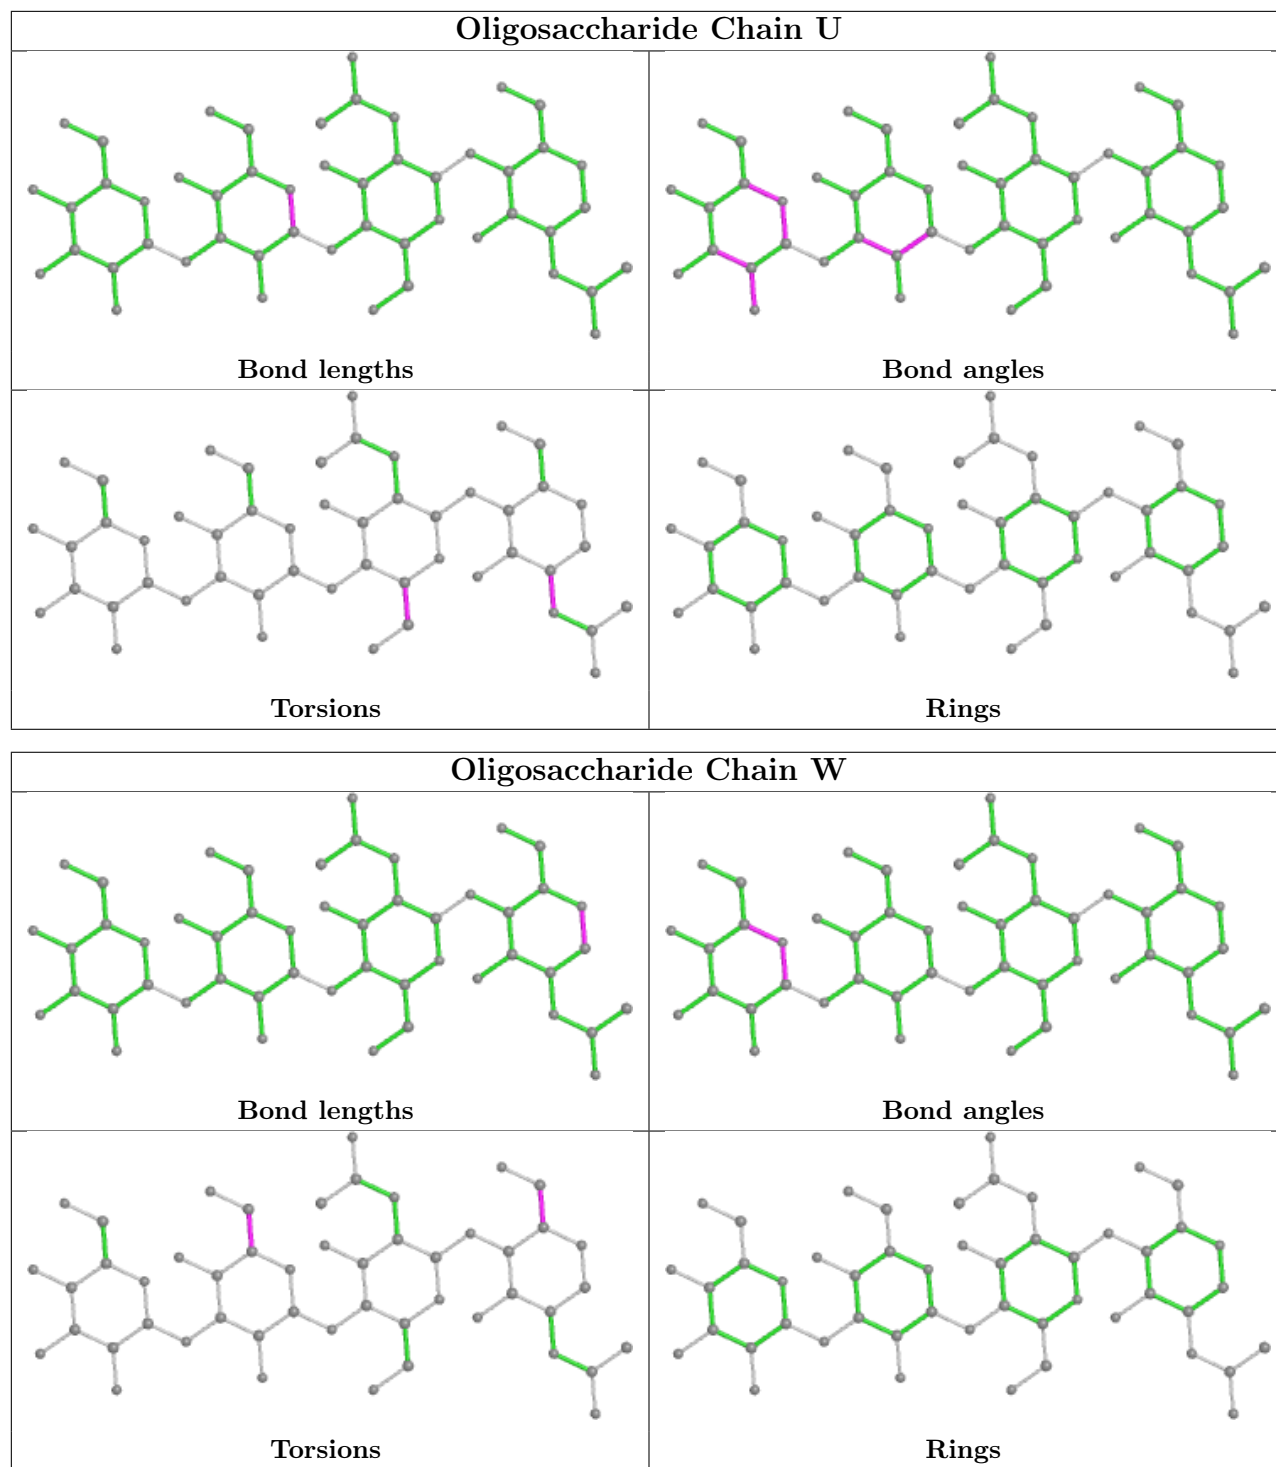 Oligosaccharide Chain U
Bond lengths
Bond angles
Torsions
Rings
Oligosaccharide Chain W
Bond lengths
Bond angles
Torsions
Rings